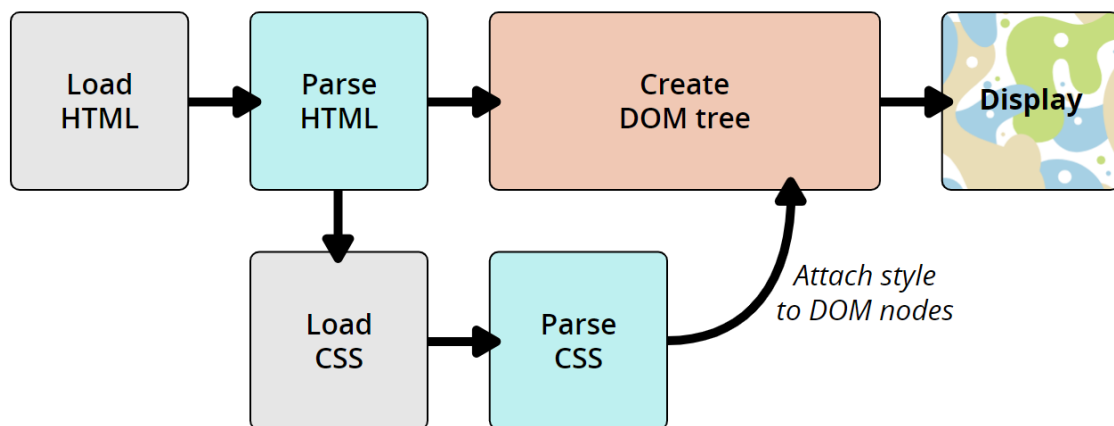 Load
HTML
Parse
HTML
Create
DOM tree
Display
Load
CSS
Parse
CSS
Attach style
to DOM nodes